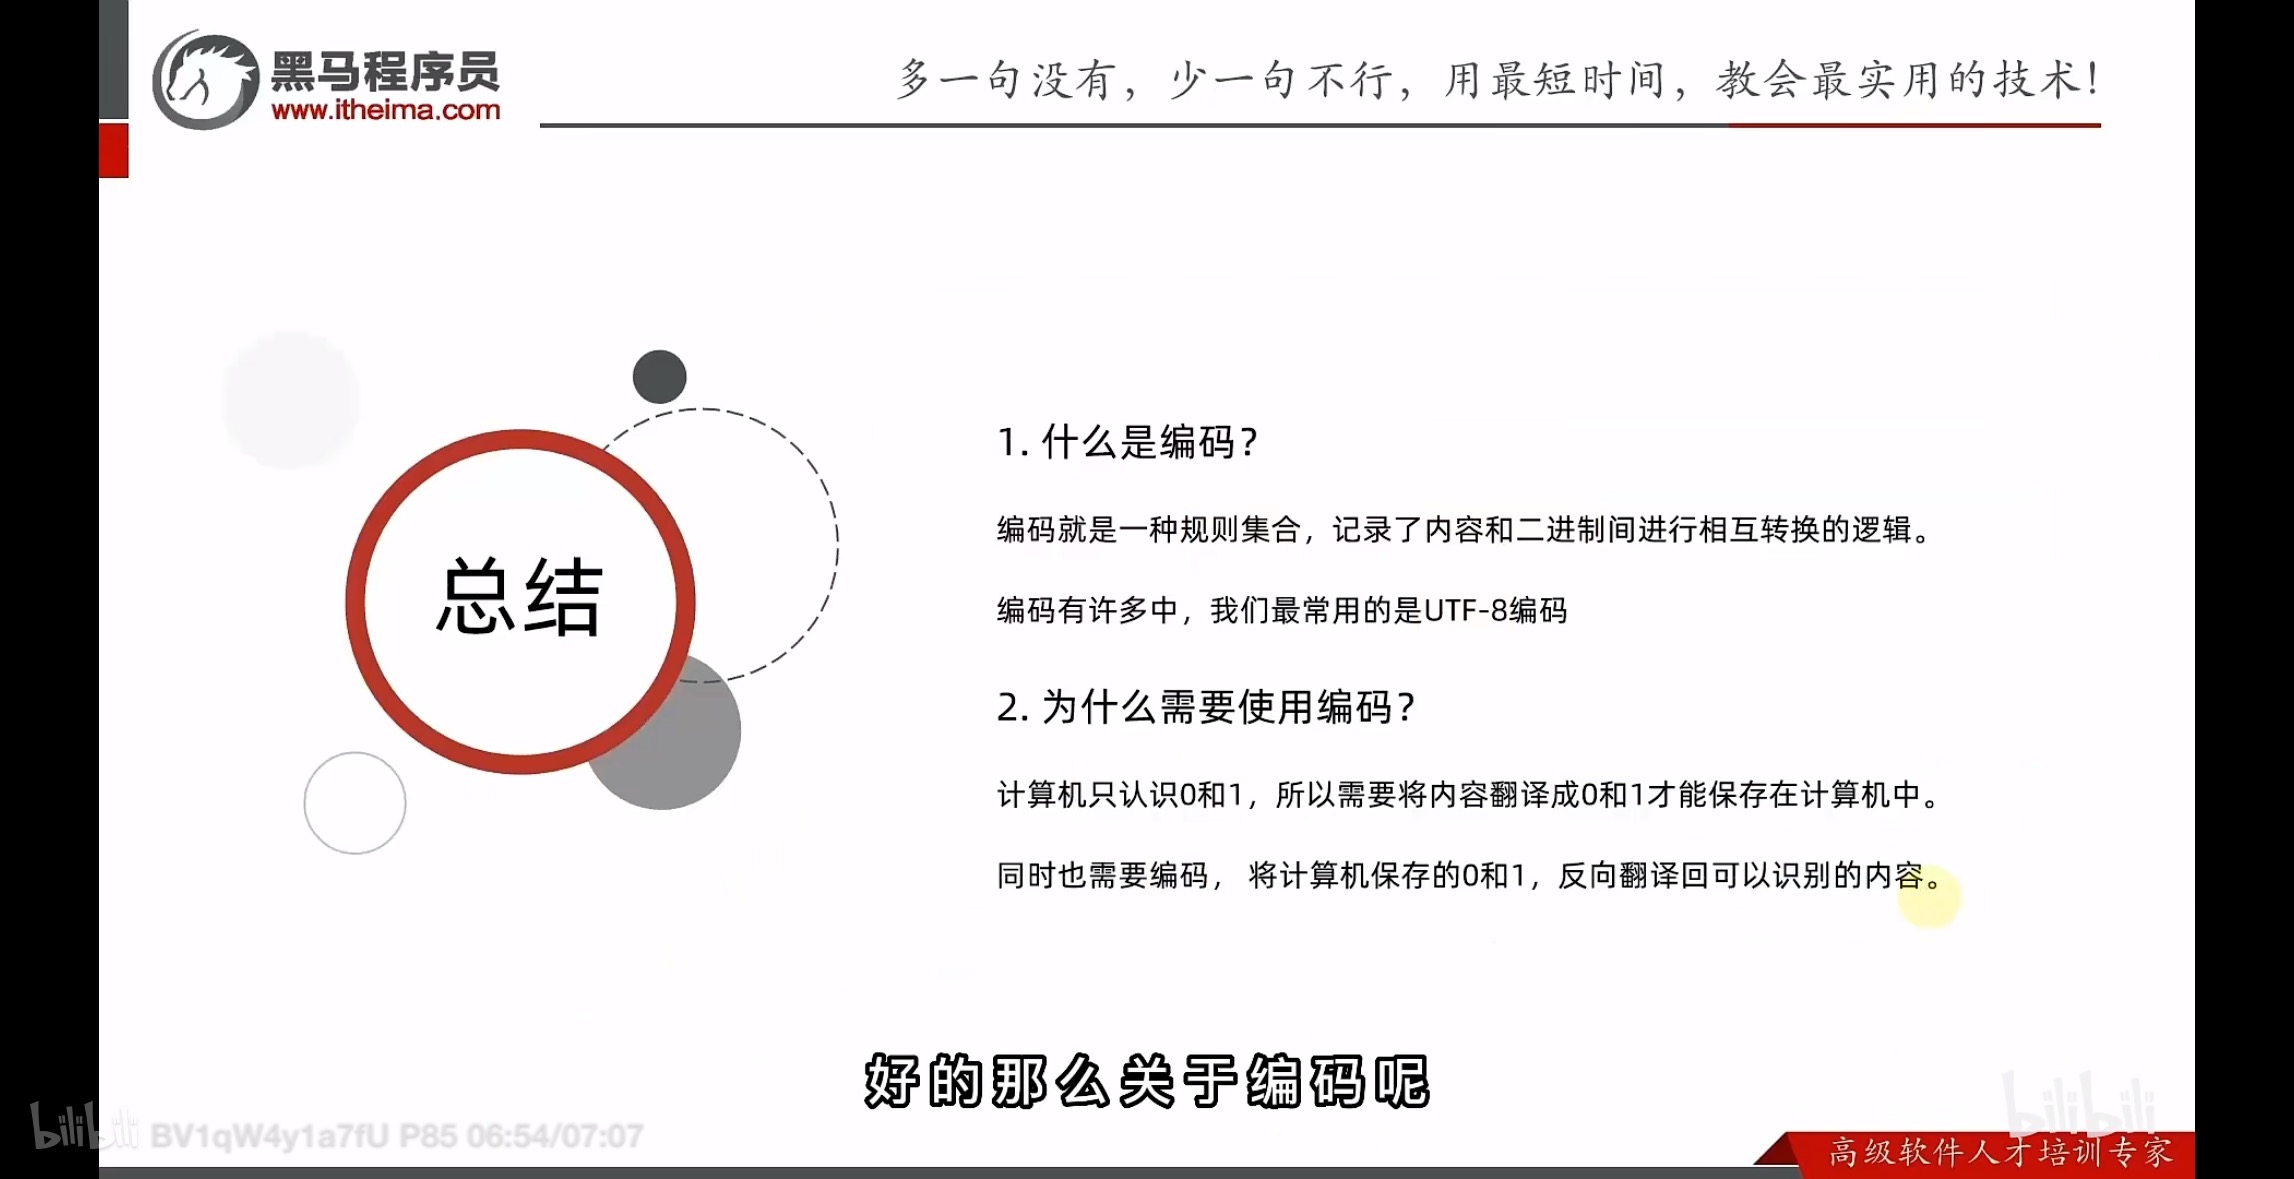 黑马程序员
www.itheima.com
多一句没有，少一句不行，用最短时间，教会最实用的技术！
总结
1. 什么是编码？
编码就是一种规则集合，记录了内容和二进制间进行相互转换的逻辑。
编码有许多中，我们最常用的是UTF-8编码
2. 为什么需要使用编码？
计算机只认识0和1，所以需要将内容翻译成0和1才能保存在计算机中。
同时也需要编码， 将计算机保存的0和1，反向翻译回可以识别的内容。
好的那么关于编码呢
bilibili BV1qW4y1a7fU P85 06:54/07:07
bilibili
高级软件人才培训专家